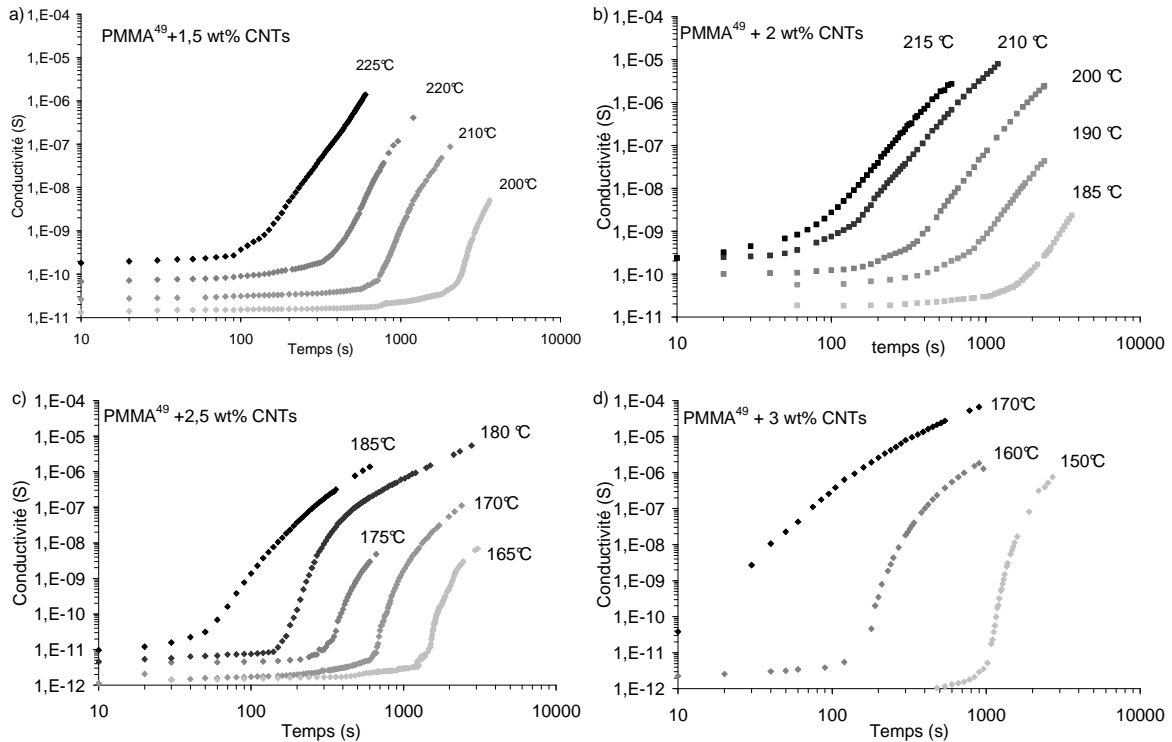 a)
PMMA49+1,5 wt% CNTs
1,E-04
1,E-05
1,E-06
1,E-07
1,E-08
1,E-09
1,E-10
1,E-11
Conductivité (S)
225°C
220°C
210°C
200°C
10 100 1000 10000
Temps (s)
b)
PMMA49 + 2 wt% CNTs
1,E-04
1,E-05
1,E-06
1,E-07
1,E-08
1,E-09
1,E-10
1,E-11
Conductivité (S)
215 °C
210 °C
200 °C
190 °C
185 °C
10 100 1000 10000
temps (s)
c)
PMMA49 +2,5 wt% CNTs
1,E-04
1,E-05
1,E-06
1,E-07
1,E-08
1,E-09
1,E-10
1,E-11
1,E-12
Conductivité (S)
185°C
180 °C
175°C
170°C
165°C
10 100 1000 10000
Temps (s)
d)
PMMA49 + 3 wt% CNTs
1,E-04
1,E-05
1,E-06
1,E-07
1,E-08
1,E-09
1,E-10
1,E-11
1,E-12
Conductivité (S)
170°C
160°C
150°C
10 100 1000 10000
Temps (s)